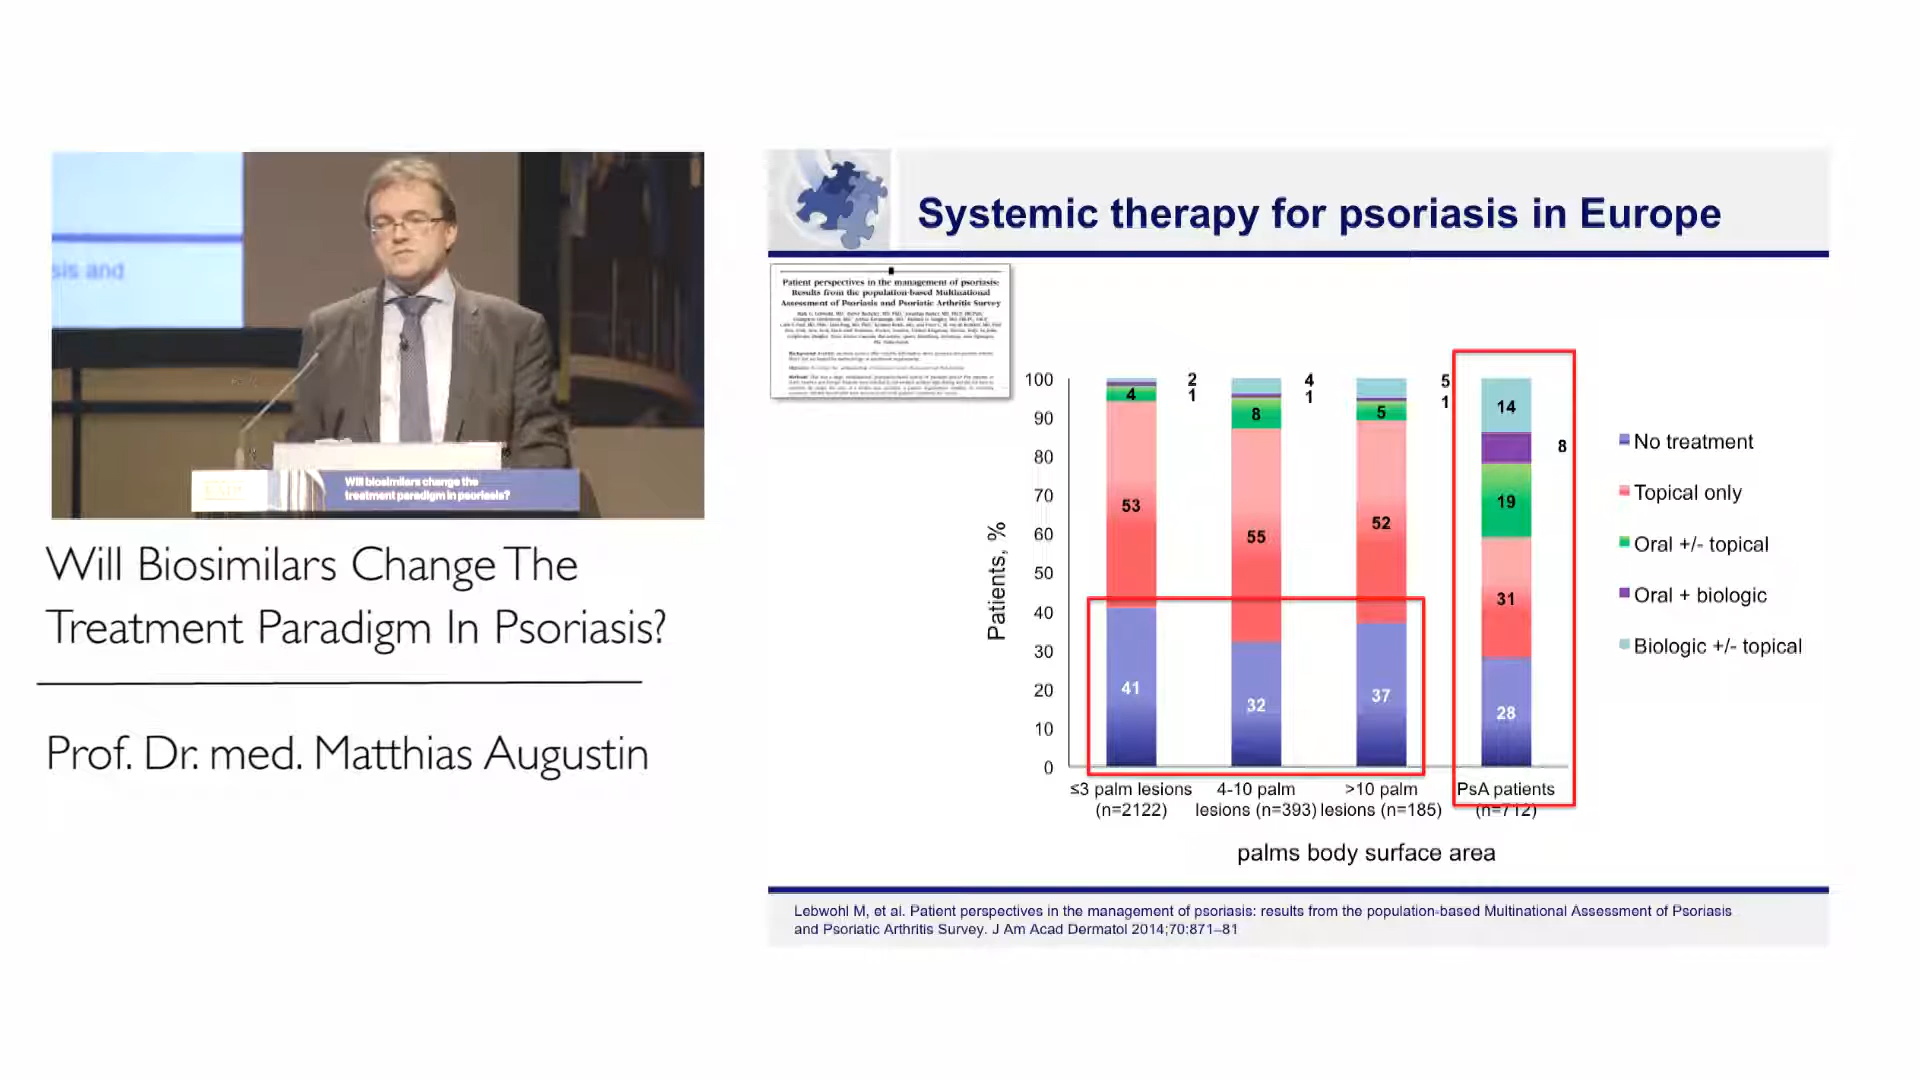 sis and
Will biosimilars change the
treatment paradigm in psoriasis?
Will Biosimilars Change The
Treatment Paradigm In Psoriasis?
Prof. Dr. med. Matthias Augustin
Systemic therapy for psoriasis in Europe
Patient perspectives in the management of psoriasis:
Results from the population-based Multinational
Assessment of Psoriasis and Psoriatic Arthritis Survey
Patients, %
100
90
80
70
60
50
40
30
20
10
0
4
53
41
2
1
8
55
32
4
1
5
52
37
5
1
14
8
19
31
28
≤3 palm lesions
(n=2122)
4-10 palm
lesions (n=393)
>10 palm
lesions (n=185)
PsA patients
(n=712)
palms body surface area
No treatment
Topical only
Oral +/- topical
Oral + biologic
Biologic +/- topical
Lebwohl M, et al. Patient perspectives in the management of psoriasis: results from the population-based Multinational Assessment of Psoriasis
and Psoriatic Arthritis Survey. J Am Acad Dermatol 2014;70:871–81